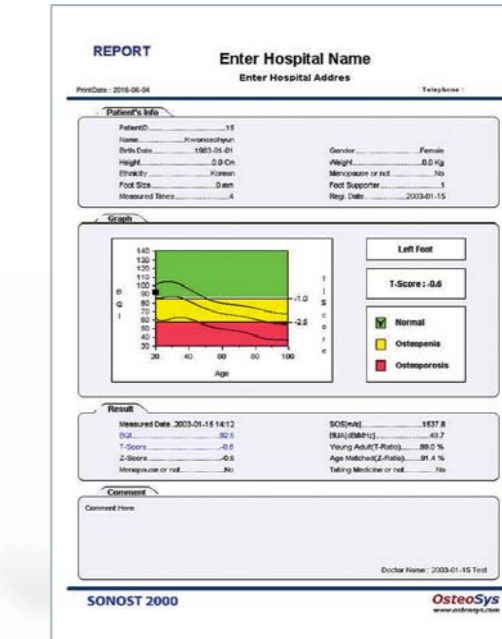 REPORT
Enter Hospital Name
Enter Hospital Addres
PrintDate : 2016-06-04 Telephone :
Patient's Info
PatientID 15
Name Kwonseohyun
Birth Date 1983-01-01 Gender Female
Height 0.0 Cm Weight 0.0 Kg
Ethnicity Korean Menopause or not No
Foot Size 0 mm Foot Supporter 1
Measured Times 4 Regi. Date 2003-01-15
Graph
140
130
120
110
100
90
80
70
60
50
40
30
BQI
-1.0
-2.5
T Score
20 40 60 80 100
Age
Left Foot
T-Score : -0.6
Normal
Osteopenia
Osteoporosis
Result
Measured Date 2003-01-15 14:12 SOS[m/s] 1537.8
BQI 92.6 BUA[dB/MHz] 49.7
T-Score -0.6 Young Adult(T-Ratio) 89.0 %
Z-Score Age Matched(Z-Ratio) 91.4 %
Menopause or not No Taking Medicine or not No
Comment
Comment Here
Doctor Name : 2003-01-15 Test
SONOST 2000 OsteoSys
www.osteosys.com